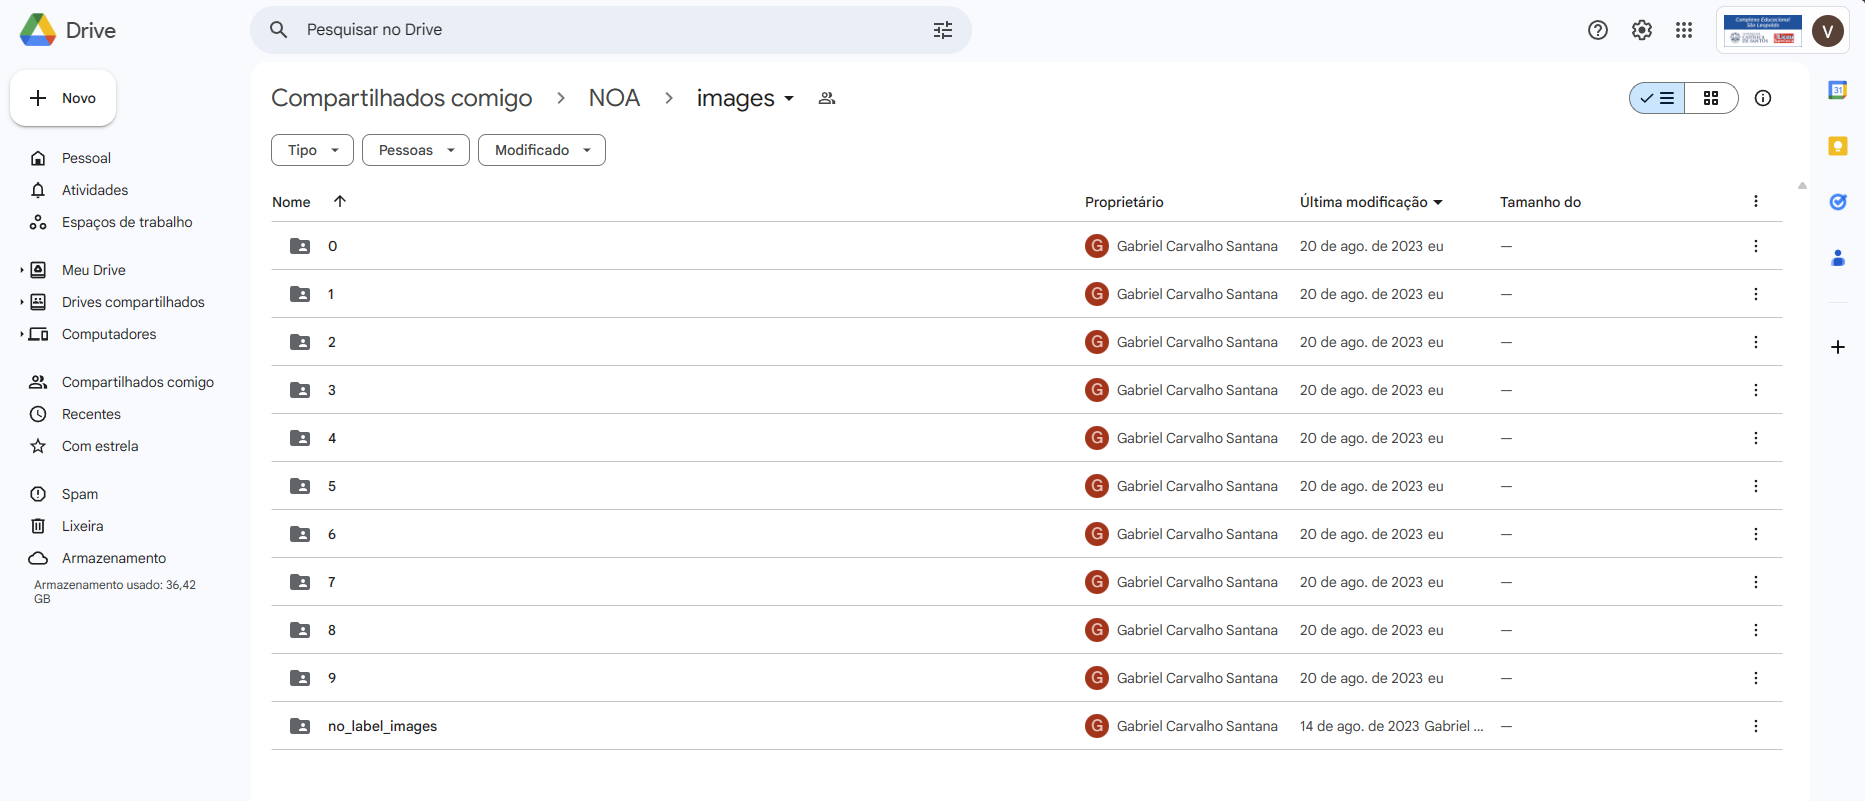 Drive
Pesquisar no Drive
Complexo Educacional
São Leopoldo
V
Novo
Compartilhados comigo > NOA > images
31
Tipo Pessoas Modificado
Pessoal
Atividades
Espaços de trabalho
Meu Drive
Drives compartilhados
Computadores
Compartilhados comigo
Recentes
Com estrela
Spam
Lixeira
Armazenamento
Armazenamento usado: 36,42
GB
Nome Proprietário Última modificação Tamanho do
0 G Gabriel Carvalho Santana 20 de ago. de 2023 eu —
1 G Gabriel Carvalho Santana 20 de ago. de 2023 eu —
2 G Gabriel Carvalho Santana 20 de ago. de 2023 eu —
3 G Gabriel Carvalho Santana 20 de ago. de 2023 eu —
4 G Gabriel Carvalho Santana 20 de ago. de 2023 eu —
5 G Gabriel Carvalho Santana 20 de ago. de 2023 eu —
6 G Gabriel Carvalho Santana 20 de ago. de 2023 eu —
7 G Gabriel Carvalho Santana 20 de ago. de 2023 eu —
8 G Gabriel Carvalho Santana 20 de ago. de 2023 eu —
9 G Gabriel Carvalho Santana 20 de ago. de 2023 eu —
no_label_images G Gabriel Carvalho Santana 14 de ago. de 2023 Gabriel ... —